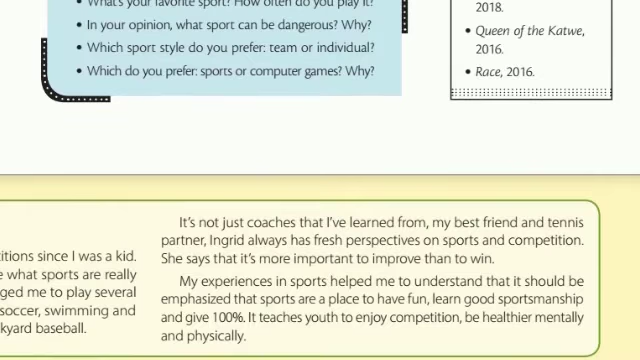 • What's your favorite sport? How often do you play it?
• In your opinion, what sport can be dangerous? Why?
• Which sport style do you prefer: team or individual?
• Which do you prefer: sports or computer games? Why?
2018.
• Queen of the Katwe,
2016.
• Race, 2016.
itions since I was a kid.
e what sports are really
ged me to play several
soccer, swimming and
kyard baseball.
It's not just coaches that I've learned from, my best friend and tennis
partner, Ingrid always has fresh perspectives on sports and competition.
She says that it's more important to improve than to win.
My experiences in sports helped me to understand that it should be
emphasized that sports are a place to have fun, learn good sportsmanship
and give 100%. It teaches youth to enjoy competition, be healthier mentally
and physically.